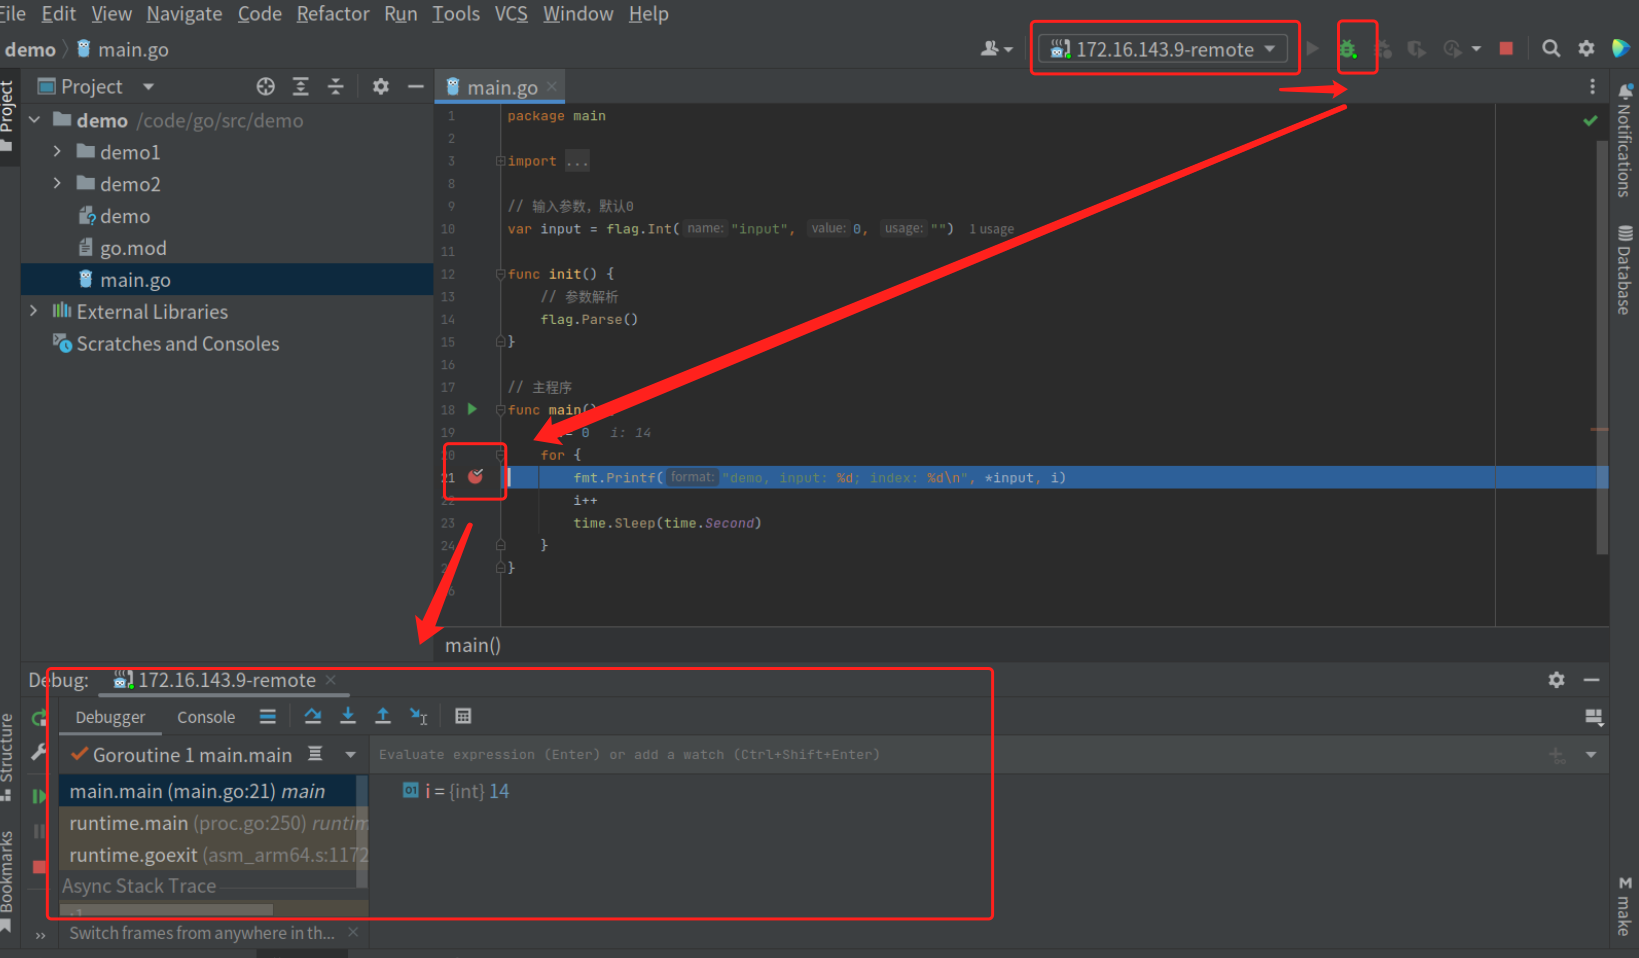 File Edit View Navigate Code Refactor Run Tools VCS Window Help
demo main.go 172.16.143.9-remote
Project
Project
main.go
demo /code/go/src/demo
demo1
demo2
demo
go.mod
main.go
External Libraries
Scratches and Consoles
1 package main
2
3 import ...
8
9 // 输入参数，默认0
10 var input = flag.Int( name: "input", value: 0, usage: "") 1 usage
11
12 func init() {
13 // 参数解析
14 flag.Parse()
15 }
16
17 // 主程序
18 func main()
19 = 0 i: 14
20 for {
21 fmt.Printf( format: "demo, input: %d; index: %d\n", *input, i)
22 i++
23 time.Sleep(time.Second)
24 }
}
main()
Notifications
Database
make
Structure
Bookmarks
Debug: 172.16.143.9-remote
Debugger Console
Goroutine 1 main.main
Evaluate expression (Enter) or add a watch (Ctrl+Shift+Enter)
main.main (main.go:21) main
i = {int} 14
runtime.main (proc.go:250) runtim
runtime.goexit (asm_arm64.s:1172
Async Stack Trace
Switch frames from anywhere in th...